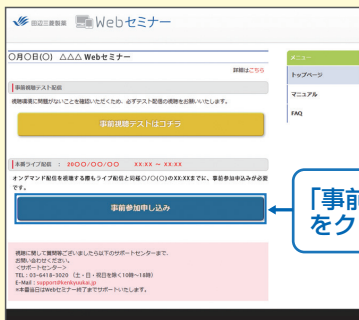 田辺三菱製薬 Webセミナー
〇月〇日(〇) △△△ Webセミナー
詳細はこちら
事前視聴テスト配信
視聴環境に問題がないことを確認いただくため、必ずテスト配信の視聴をお願いいたします。
事前視聴テストはコチラ
本番ライブ配信 : 20〇〇/〇〇/〇〇 XX:XX ~ XX:XX
オンデマンド配信を視聴する際もライブ配信と同様〇/〇(〇)のXX:XXまでに、事前参加申込みが必要
です。
事前参加申し込み
視聴に関して質問等ございましたら以下のサポートセンターまで、
お問い合わせください。
<サポートセンター>
TEL:03-6418-3020 (土・日・祝日を除く10時~18時)
E-Mail:support@kmkyuukai.jp
※本番当日はWebセミナー終了までサポートいたします。
メニュー
トップページ
マニュアル
FAQ
「事前
をク